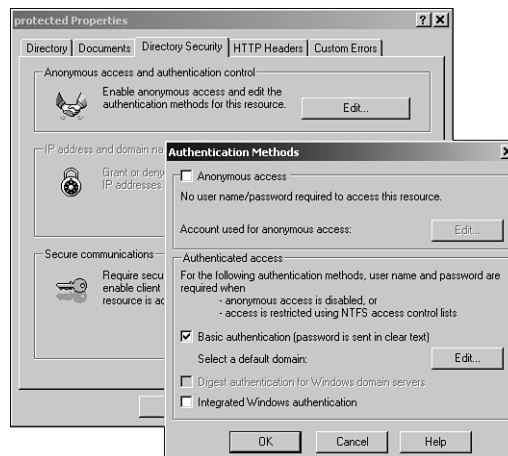 protected Properties
Directory
Documents
Directory Security
HTTP Headers
Custom Errors
Anonymous access and authentication control
Enable anonymous access and edit the
authentication methods for this resource.
Edit...
IP address and domain na
Grant or deny
IP addresses
Secure communications
Require secu
enable client
resource is ac
Authentication Methods
Anonymous access
No user name/password required to access this resource.
Account used for anonymous access:
Edit...
Authenticated access
For the following authentication methods, user name and password are
required when
- anonymous access is disabled, or
- access is restricted using NTFS access control lists
Basic authentication (password is sent in clear text)
Select a default domain:
Edit...
Digest authentication for Windows domain servers
Integrated Windows authentication
OK
Cancel
Help